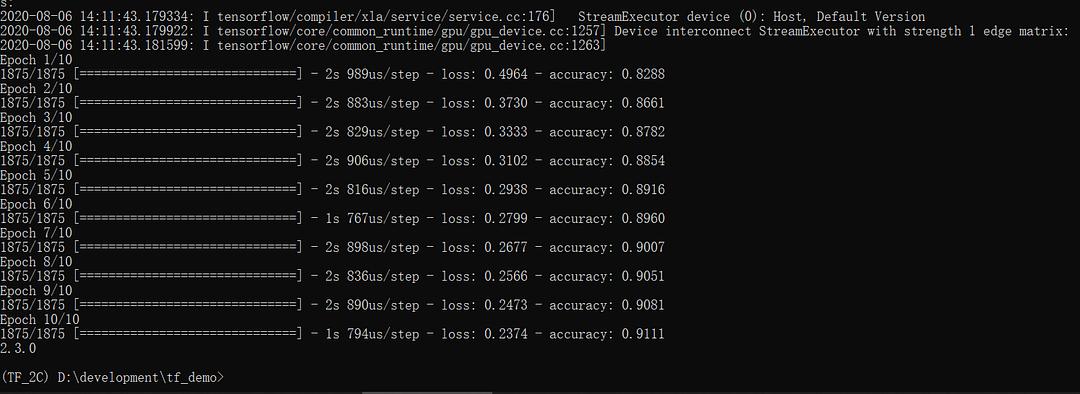 s:
2020-08-06 14:11:43.179334: I tensorflow/compiler/xla/service/service.cc:176]   StreamExecutor device (0): Host, Default Version
2020-08-06 14:11:43.179922: I tensorflow/core/common_runtime/gpu/gpu_device.cc:1257] Device interconnect StreamExecutor with strength 1 edge matrix:
2020-08-06 14:11:43.181599: I tensorflow/core/common_runtime/gpu/gpu_device.cc:1263]
Epoch 1/10
1875/1875 [==============================] - 2s 989us/step - loss: 0.4964 - accuracy: 0.8288
Epoch 2/10
1875/1875 [==============================] - 2s 883us/step - loss: 0.3730 - accuracy: 0.8661
Epoch 3/10
1875/1875 [==============================] - 2s 829us/step - loss: 0.3333 - accuracy: 0.8782
Epoch 4/10
1875/1875 [==============================] - 2s 906us/step - loss: 0.3102 - accuracy: 0.8854
Epoch 5/10
1875/1875 [==============================] - 2s 816us/step - loss: 0.2938 - accuracy: 0.8916
Epoch 6/10
1875/1875 [==============================] - 1s 767us/step - loss: 0.2799 - accuracy: 0.8960
Epoch 7/10
1875/1875 [==============================] - 2s 898us/step - loss: 0.2677 - accuracy: 0.9007
Epoch 8/10
1875/1875 [==============================] - 2s 836us/step - loss: 0.2566 - accuracy: 0.9051
Epoch 9/10
1875/1875 [==============================] - 2s 890us/step - loss: 0.2473 - accuracy: 0.9081
Epoch 10/10
1875/1875 [==============================] - 1s 794us/step - loss: 0.2374 - accuracy: 0.9111
2.3.0
(TF_2C) D:\development\tf_demo>